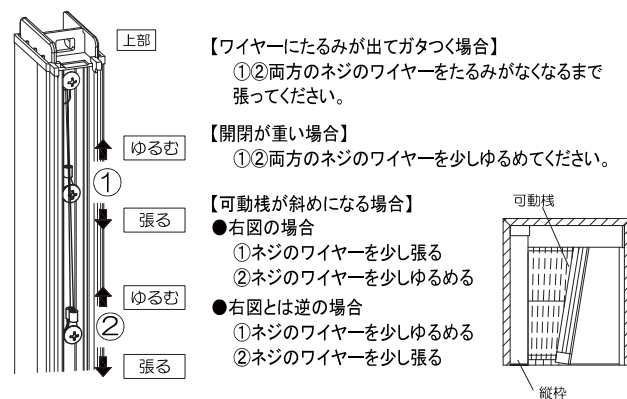 上部
ゆるむ
①
張る
ゆるむ
②
張る
【ワイヤーにたるみが出てガタつく場合】
①②両方のネジのワイヤーをたるみがなくなるまで
張ってください。
【開閉が重い場合】
①②両方のネジのワイヤーを少しゆるめてください。
【可動桟が斜めになる場合】
●右図の場合
①ネジのワイヤーを少し張る
②ネジのワイヤーを少しゆるめる
●右図とは逆の場合
①ネジのワイヤーを少しゆるめる
②ネジのワイヤーを少し張る
可動桟
縦枠